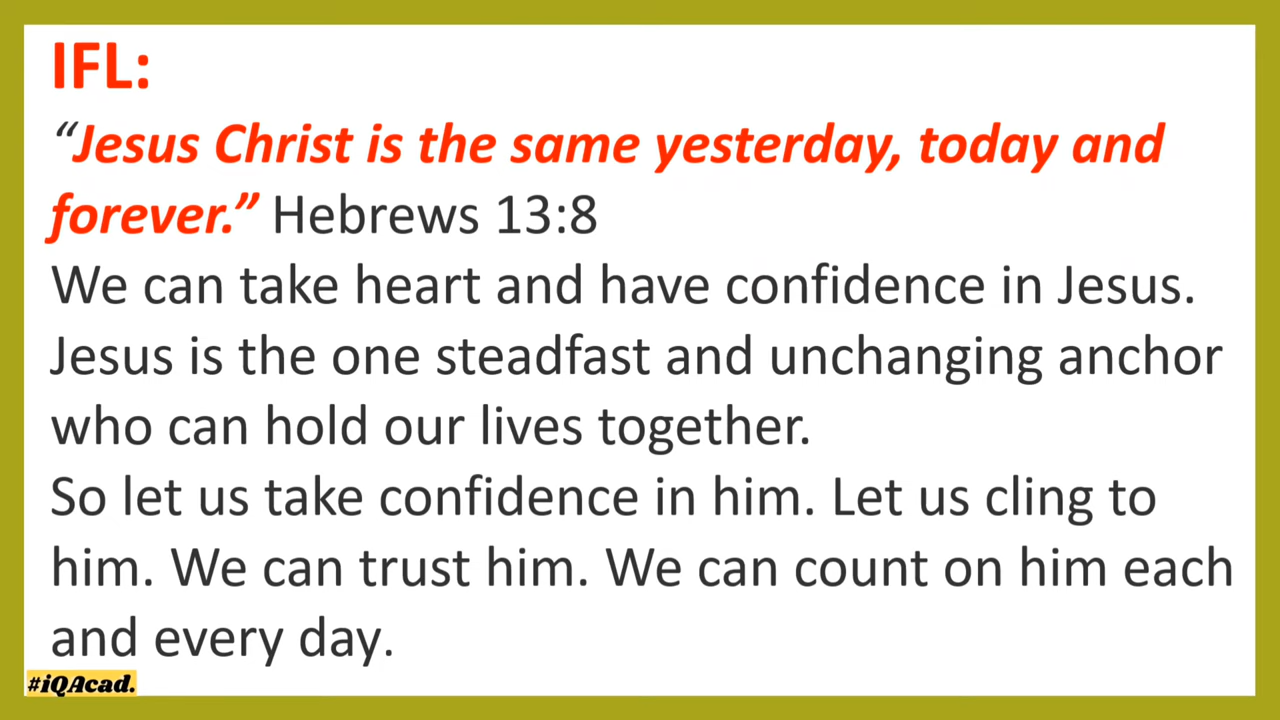 IFL:
“Jesus Christ is the same yesterday, today and
forever.” Hebrews 13:8
We can take heart and have confidence in Jesus.
Jesus is the one steadfast and unchanging anchor
who can hold our lives together.
So let us take confidence in him. Let us cling to
him. We can trust him. We can count on him each
and every day.
#iQAcad.